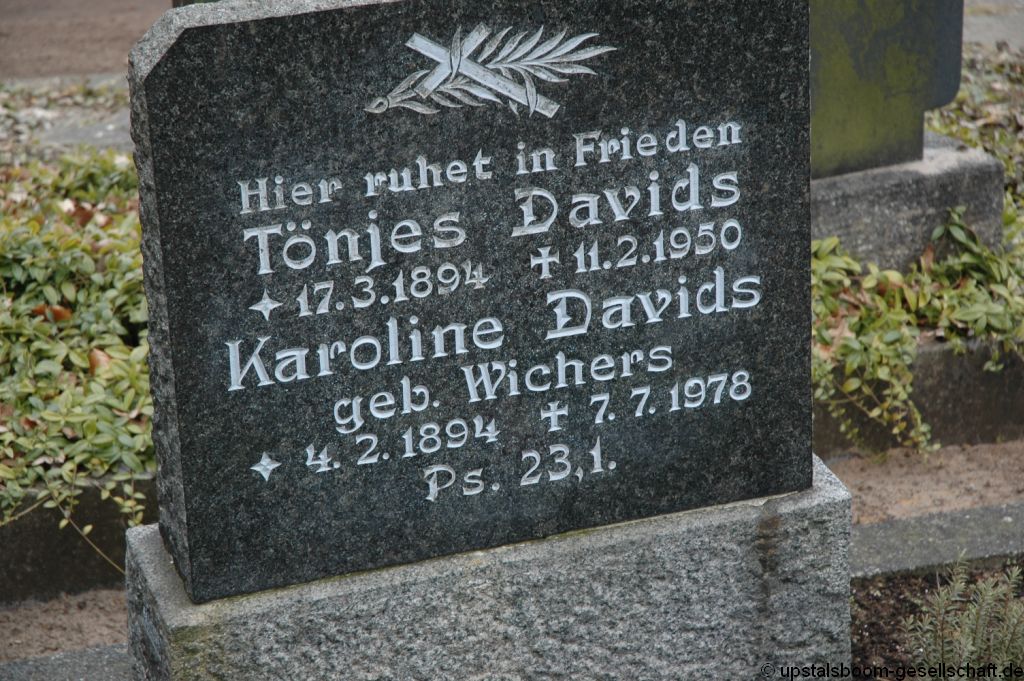 Hier ruhet in Frieden
Tönjes Davids
✦ 17.3.1894 ✝ 11.2.1950
Karoline Davids
geb. Wichers
✦ 4. 2. 1894 ✝ 7. 7. 1978
Ps. 23,1.
© upstalsboom-gesellschaft.de